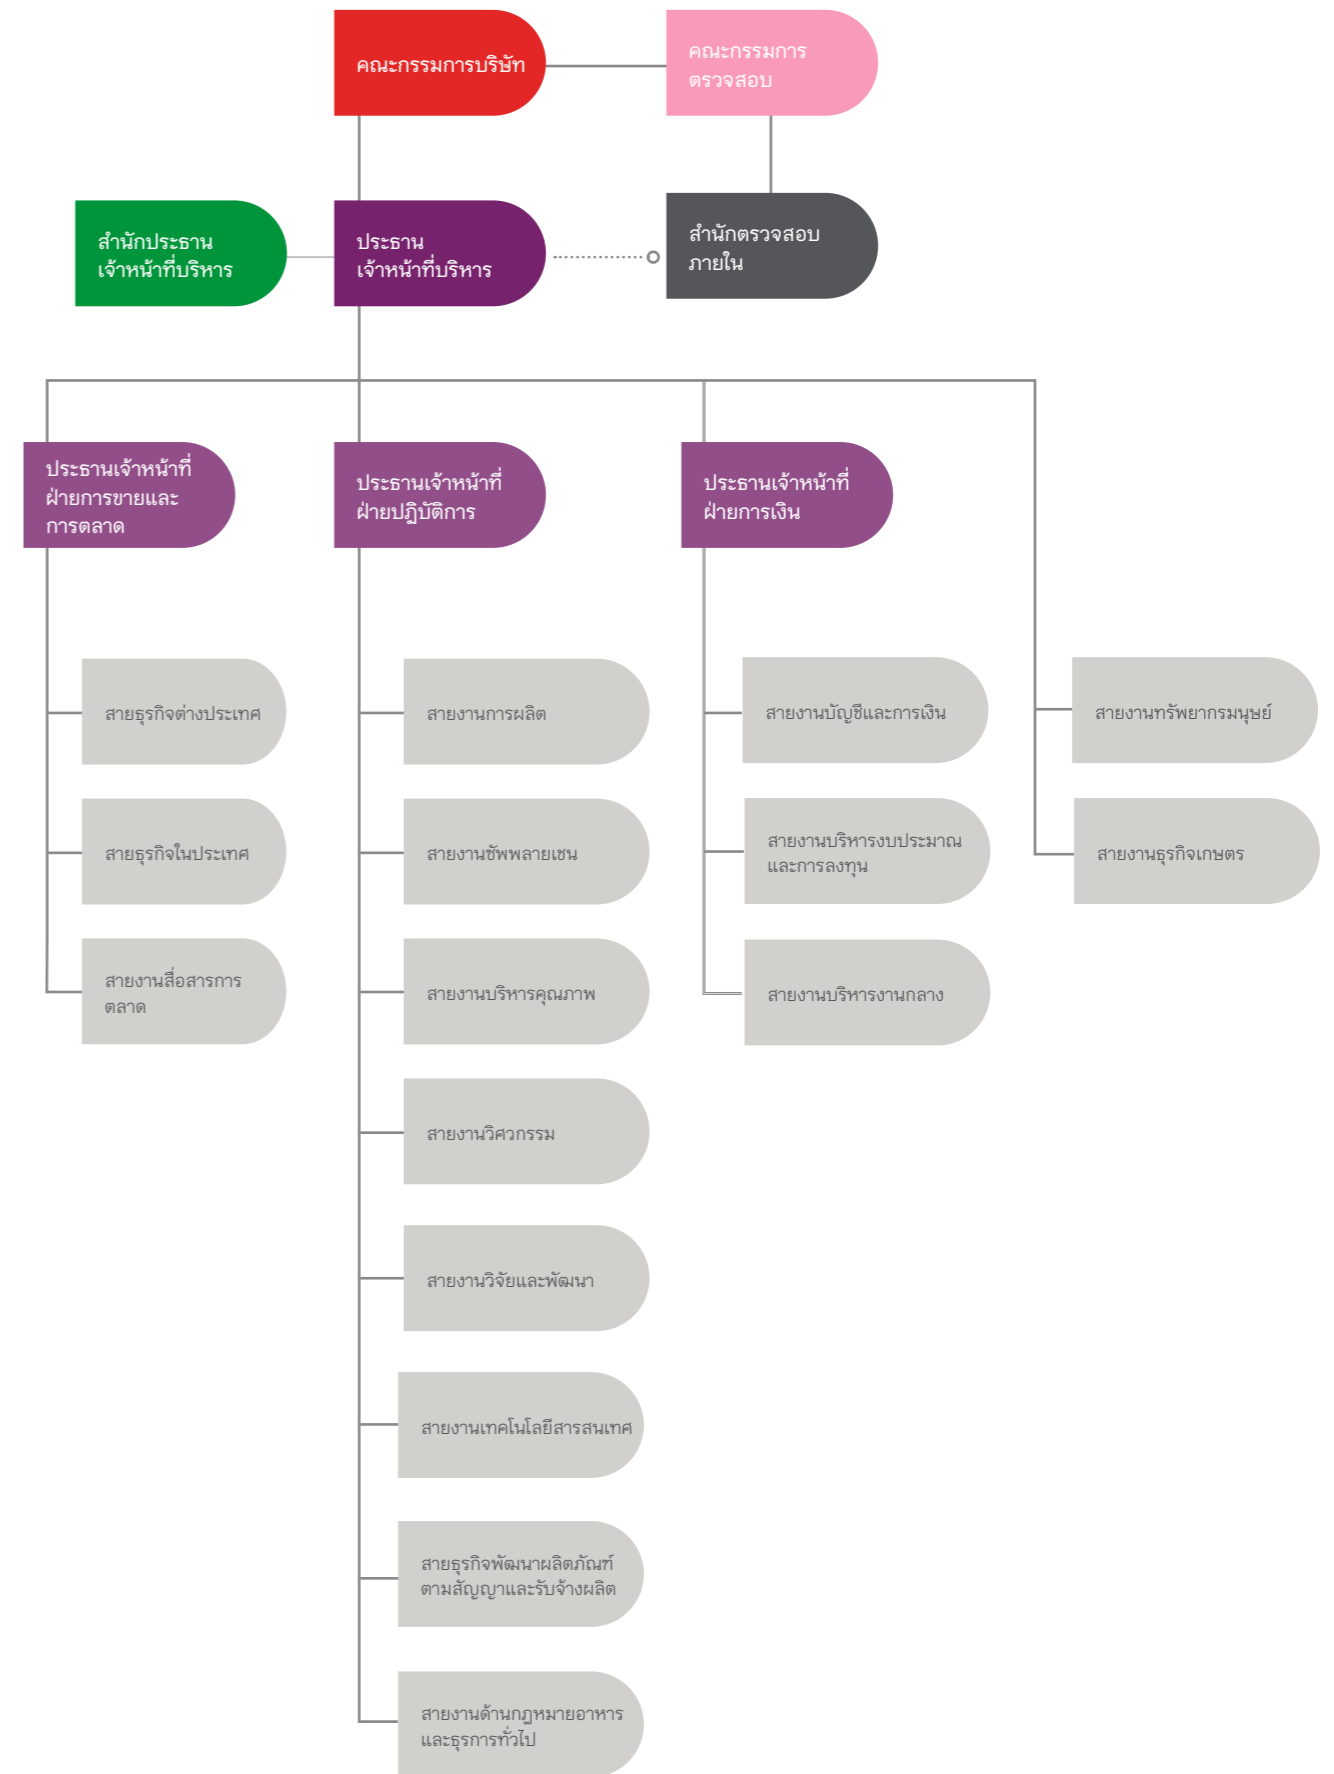 คณะกรรมการบริษัท
คณะกรรมการ
ตรวจสอบ
สำนักประธาน
เจ้าหน้าที่บริหาร
ประธาน
เจ้าหน้าที่บริหาร
สำนักตรวจสอบ
ภายใน
ประธานเจ้าหน้าที่
ฝ่ายการขายและ
การตลาด
ประธานเจ้าหน้าที่
ฝ่ายปฏิบัติการ
ประธานเจ้าหน้าที่
ฝ่ายการเงิน
สายธุรกิจต่างประเทศ
สายธุรกิจในประเทศ
สายงานสื่อสารการ
ตลาด
สายงานการผลิต
สายงานซัพพลายเชน
สายงานบริหารคุณภาพ
สายงานวิศวกรรม
สายงานวิจัยและพัฒนา
สายงานเทคโนโลยีสารสนเทศ
สายธุรกิจพัฒนาผลิตภัณฑ์
ตามสัญญาและรับจ้างผลิต
สายงานด้านกฎหมายอาหาร
และธุรการทั่วไป
สายงานบัญชีและการเงิน
สายงานบริหารงบประมาณ
และการลงทุน
สายงานบริหารงานกลาง
สายงานทรัพยากรมนุษย์
สายงานธุรกิจเกษตร